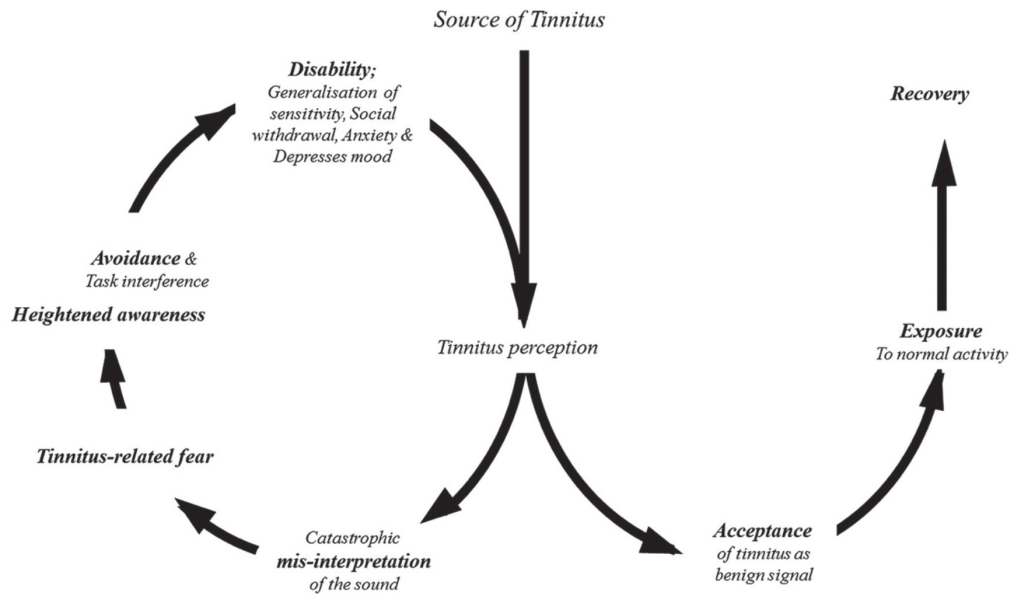 Source of Tinnitus
Disability;
Generalisation of
sensitivity, Social
withdrawal, Anxiety &
Depresses mood
Recovery
Avoidance &
Task interference
Heightened awareness
Tinnitus perception
Exposure
To normal activity
Tinnitus-related fear
Catastrophic
mis-interpretation
of the sound
Acceptance
of tinnitus as
benign signal